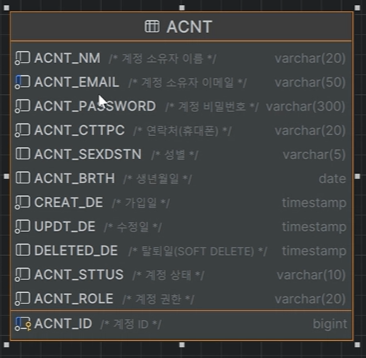 ACNT
ACNT_NM /* 계정 소유자 이름 */ varchar(20)
ACNT_EMAIL /* 계정 소유자 이메일 */ varchar(50)
ACNT_PASSWORD /* 계정 비밀번호 */ varchar(300)
ACNT_CTTPC /* 연락처(휴대폰) */ varchar(20)
ACNT_SEXDSTN /* 성별 */ varchar(5)
ACNT_BRTH /* 생년월일 */ date
CREAT_DE /* 가입일 */ timestamp
UPDT_DE /* 수정일 */ timestamp
DELETED_DE /* 탈퇴일(SOFT DELETE) */ timestamp
ACNT_STTUS /* 계정 상태 */ varchar(10)
ACNT_ROLE /* 계정 권한 */ varchar(20)
ACNT_ID /* 계정 ID */ bigint